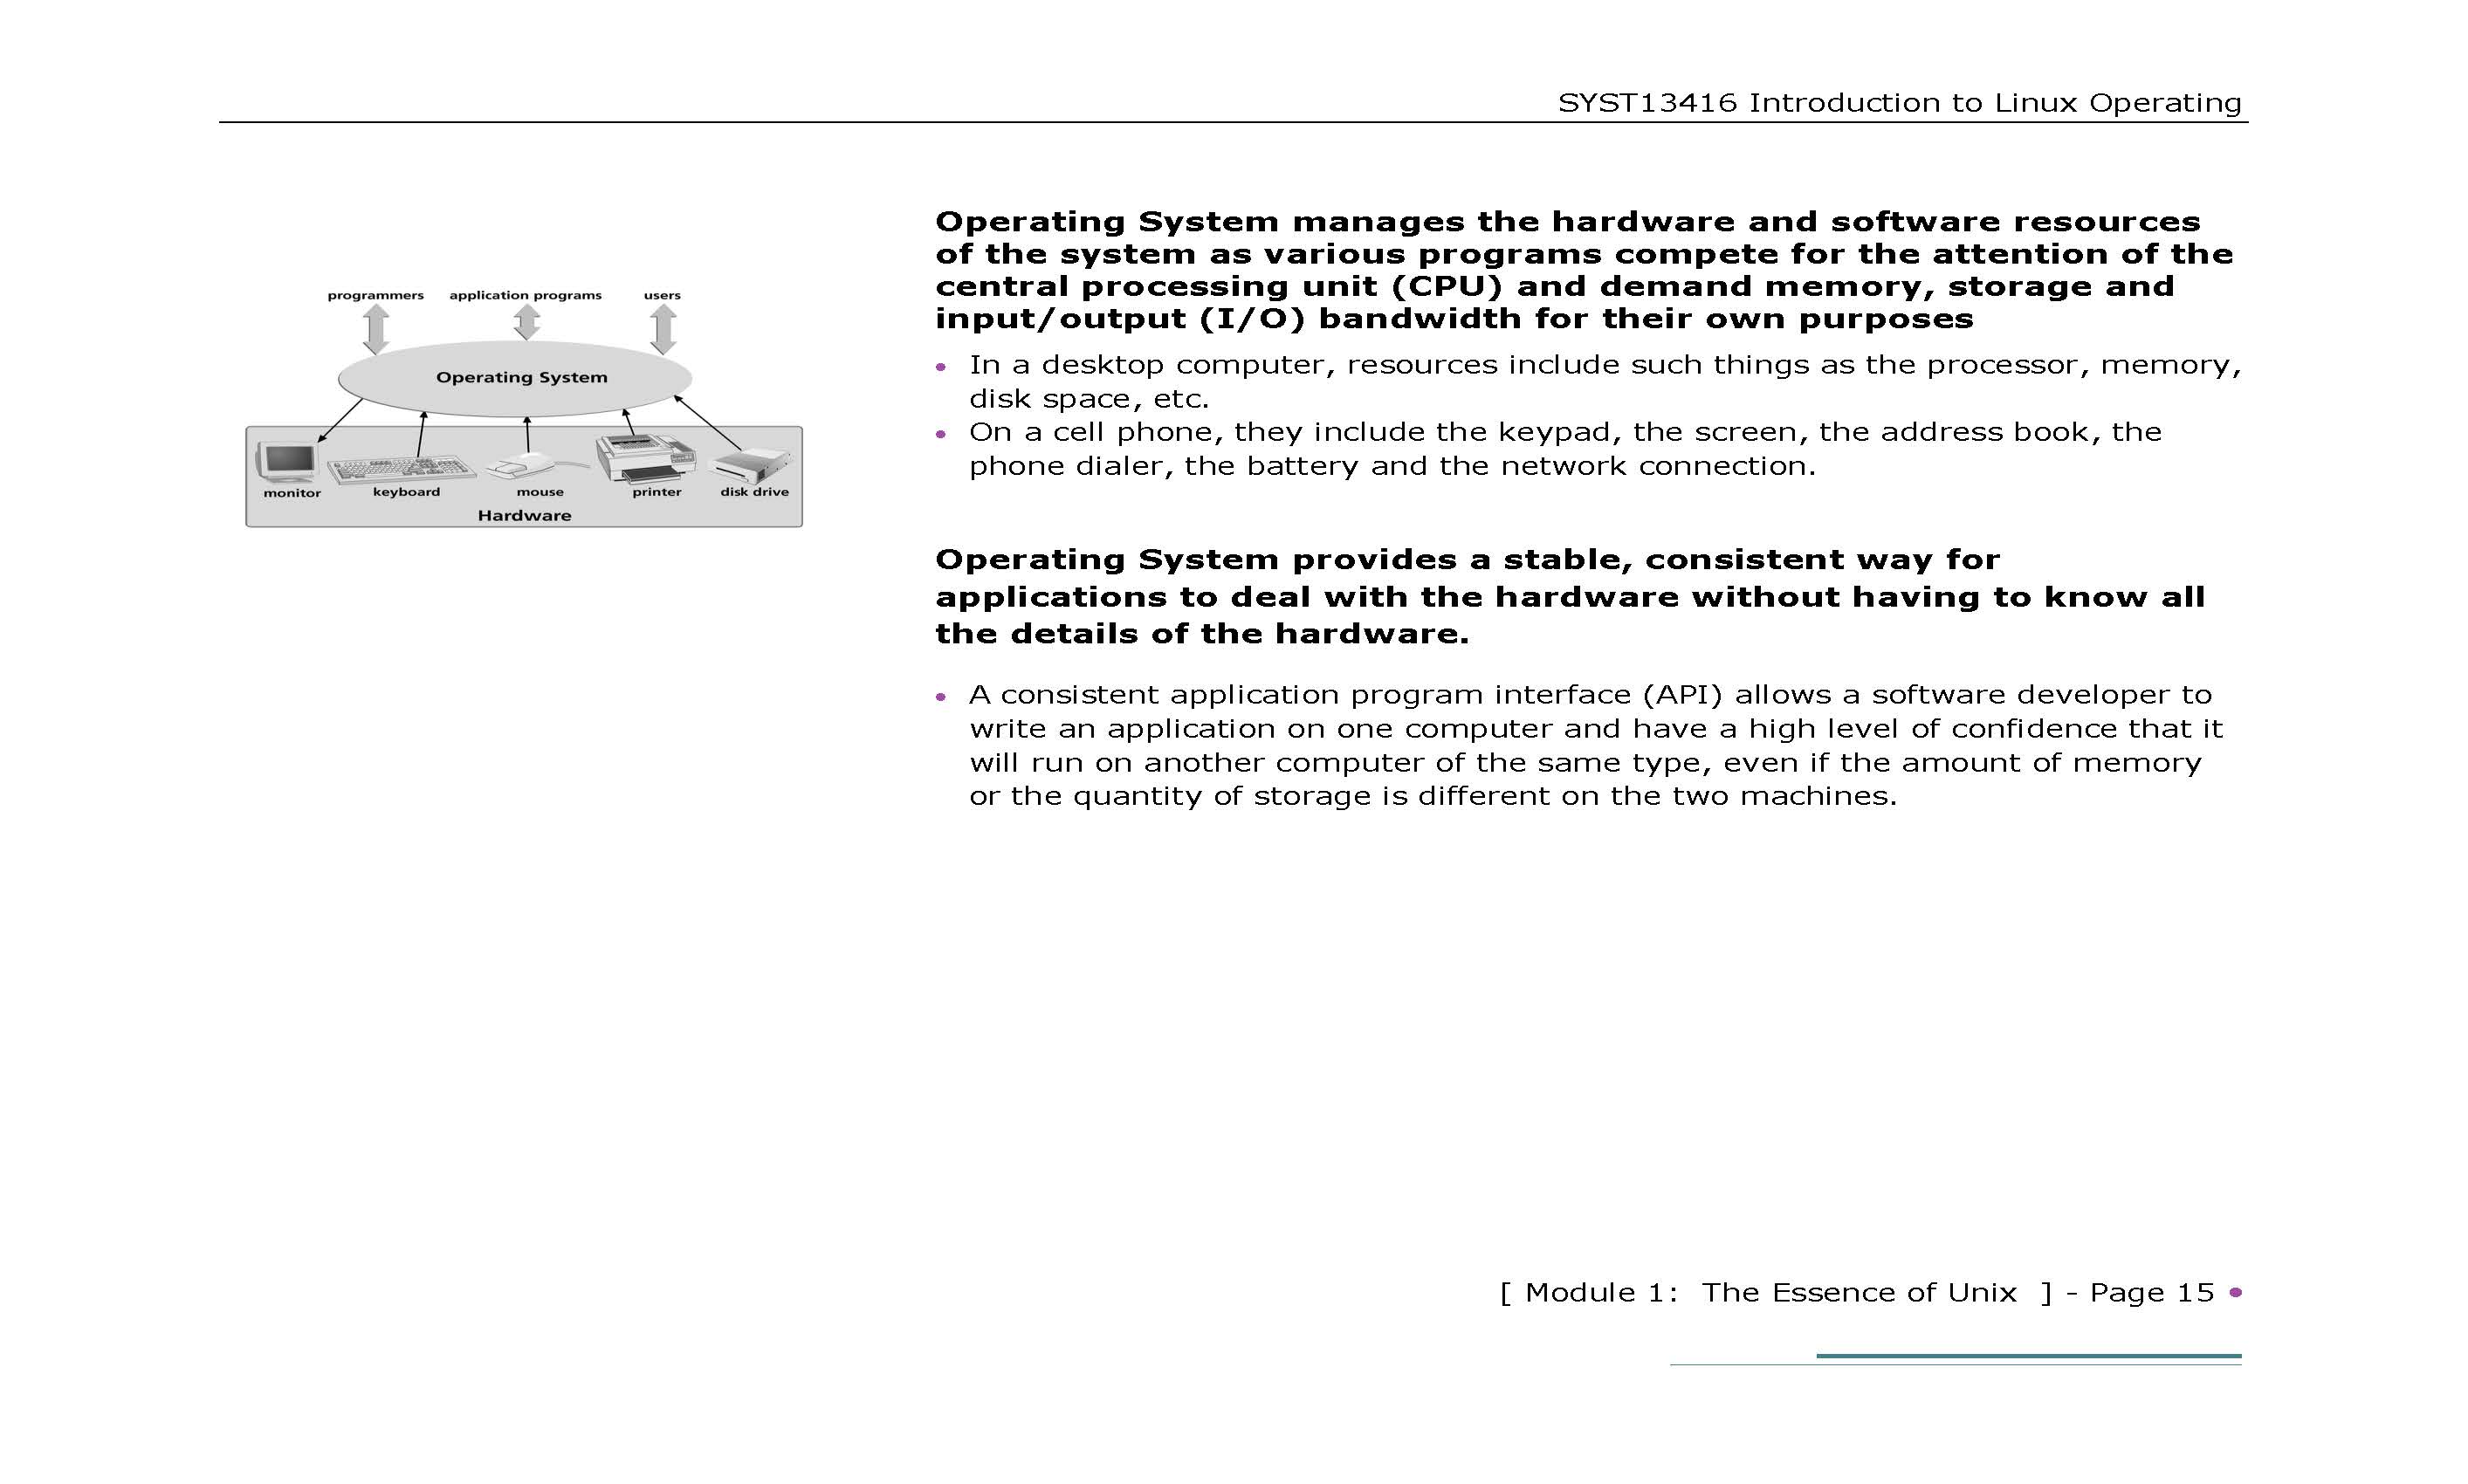 SYST13416 Introduction to Linux Operating
programmers application programs users
Operating System
monitor keyboard mouse printer disk drive
Hardware
Operating System manages the hardware and software resources
of the system as various programs compete for the attention of the
central processing unit (CPU) and demand memory, storage and
input/output (I/O) bandwidth for their own purposes
• In a desktop computer, resources include such things as the processor, memory,
disk space, etc.
• On a cell phone, they include the keypad, the screen, the address book, the
phone dialer, the battery and the network connection.
Operating System provides a stable, consistent way for
applications to deal with the hardware without having to know all
the details of the hardware.
• A consistent application program interface (API) allows a software developer to
write an application on one computer and have a high level of confidence that it
will run on another computer of the same type, even if the amount of memory
or the quantity of storage is different on the two machines.
[ Module 1: The Essence of Unix ] - Page 15 •